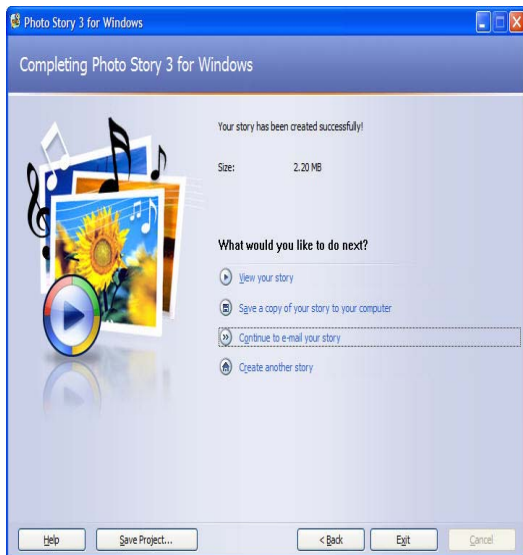 Photo Story 3 for Windows
Completing Photo Story 3 for Windows
Your story has been created successfully!
Size: 2.20 MB
What would you like to do next?
View your story
Save a copy of your story to your computer
Continue to e-mail your story
Create another story
Help Save Project... < Back Exit Cancel